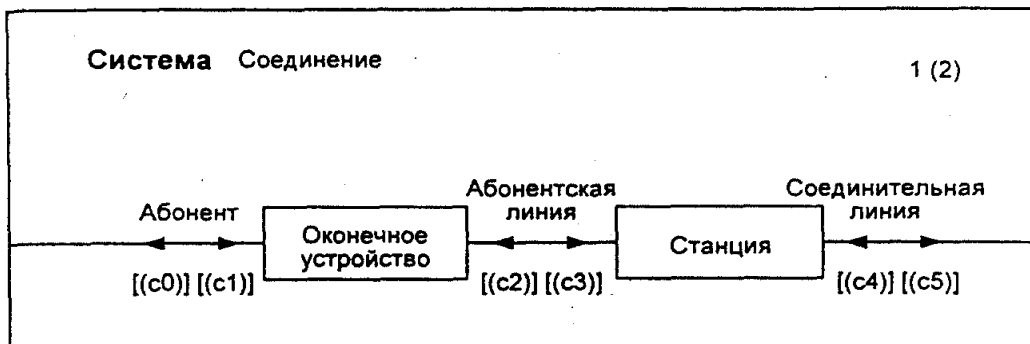 Система Соединение
1 (2)
Абонент
Абонентская
линия
Соединительная
линия
Оконечное
устройство
Станция
[(c0)] [(c1)]
[(c2)] [(c3)]
[(c4)] [(c5)]